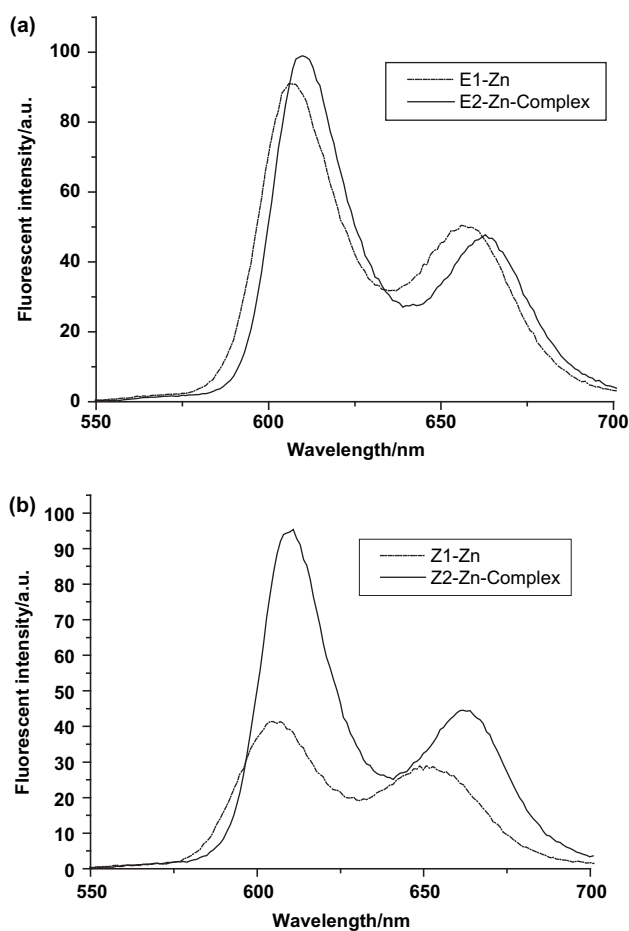 (a)
100
80
60
40
20
0
Fluorescent intensity/a.u.
E1-Zn
E2-Zn-Complex
550
600
650
700
Wavelength/nm
(b)
100
90
80
70
60
50
40
30
20
10
0
Fluorescent intensity/a.u.
Z1-Zn
Z2-Zn-Complex
550
600
650
700
Wavelength/nm